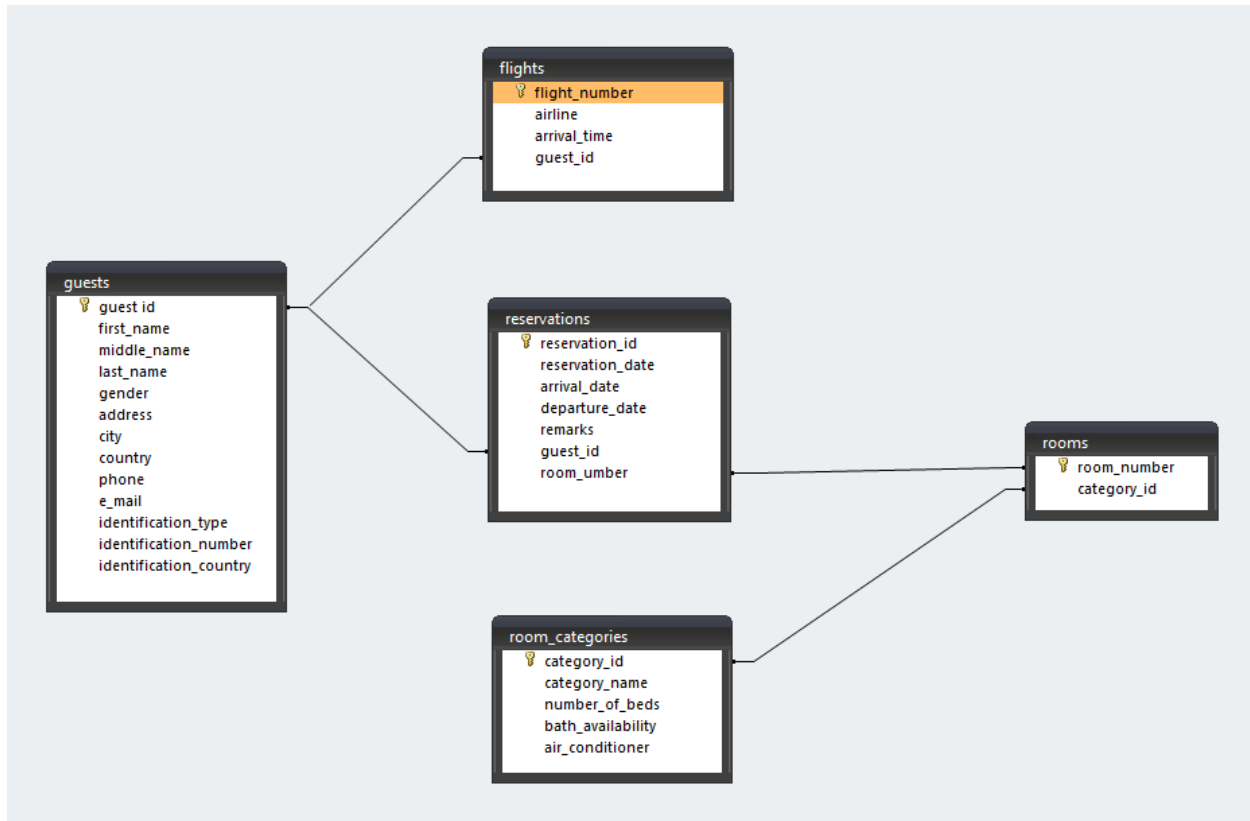 flights
flight_number
airline
arrival_time
guest_id
guests
guest id
first_name
middle_name
last_name
gender
address
city
country
phone
e_mail
identification_type
identification_number
identification_country
reservations
reservation_id
reservation_date
arrival_date
departure_date
remarks
guest_id
room_umber
rooms
room_number
category_id
room_categories
category_id
category_name
number_of_beds
bath_availability
air_conditioner